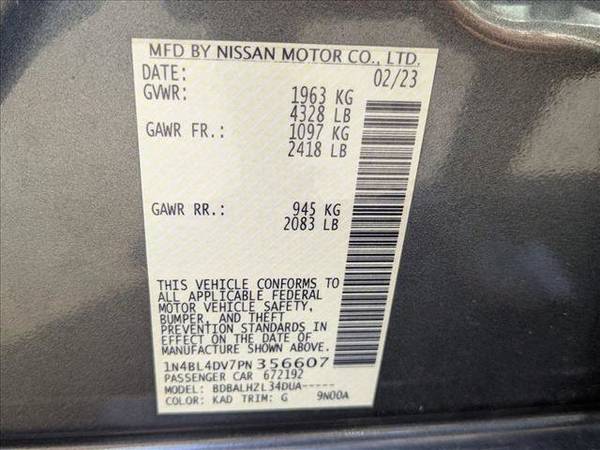 MFD BY NISSAN MOTOR CO., LTD.
DATE: 02/23
GVWR: 1963 KG
4328 LB
GAWR FR.: 1097 KG
2418 LB
GAWR RR.: 945 KG
2083 LB
THIS VEHICLE CONFORMS TO
ALL APPLICABLE FEDERAL
MOTOR VEHICLE SAFETY,
BUMPER, AND THEFT
PREVENTION STANDARDS IN
EFFECT ON THE DATE OF
MANUFACTURE SHOWN ABOVE.
1N4BL4DV7PN356607
PASSENGER CAR 672192
MODEL: BDBALHZL34DUA-----
COLOR: KAD TRIM: G 9N00A